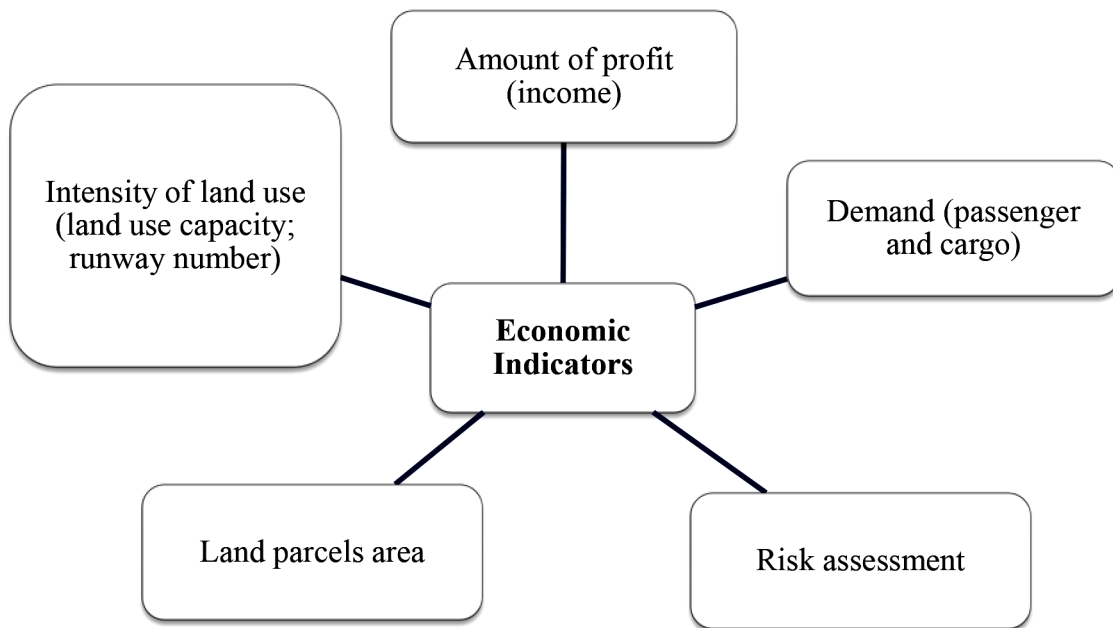 Amount of profit
(income)
Intensity of land use
(land use capacity;
runway number)
Demand (passenger
and cargo)
Economic
Indicators
Land parcels area
Risk assessment